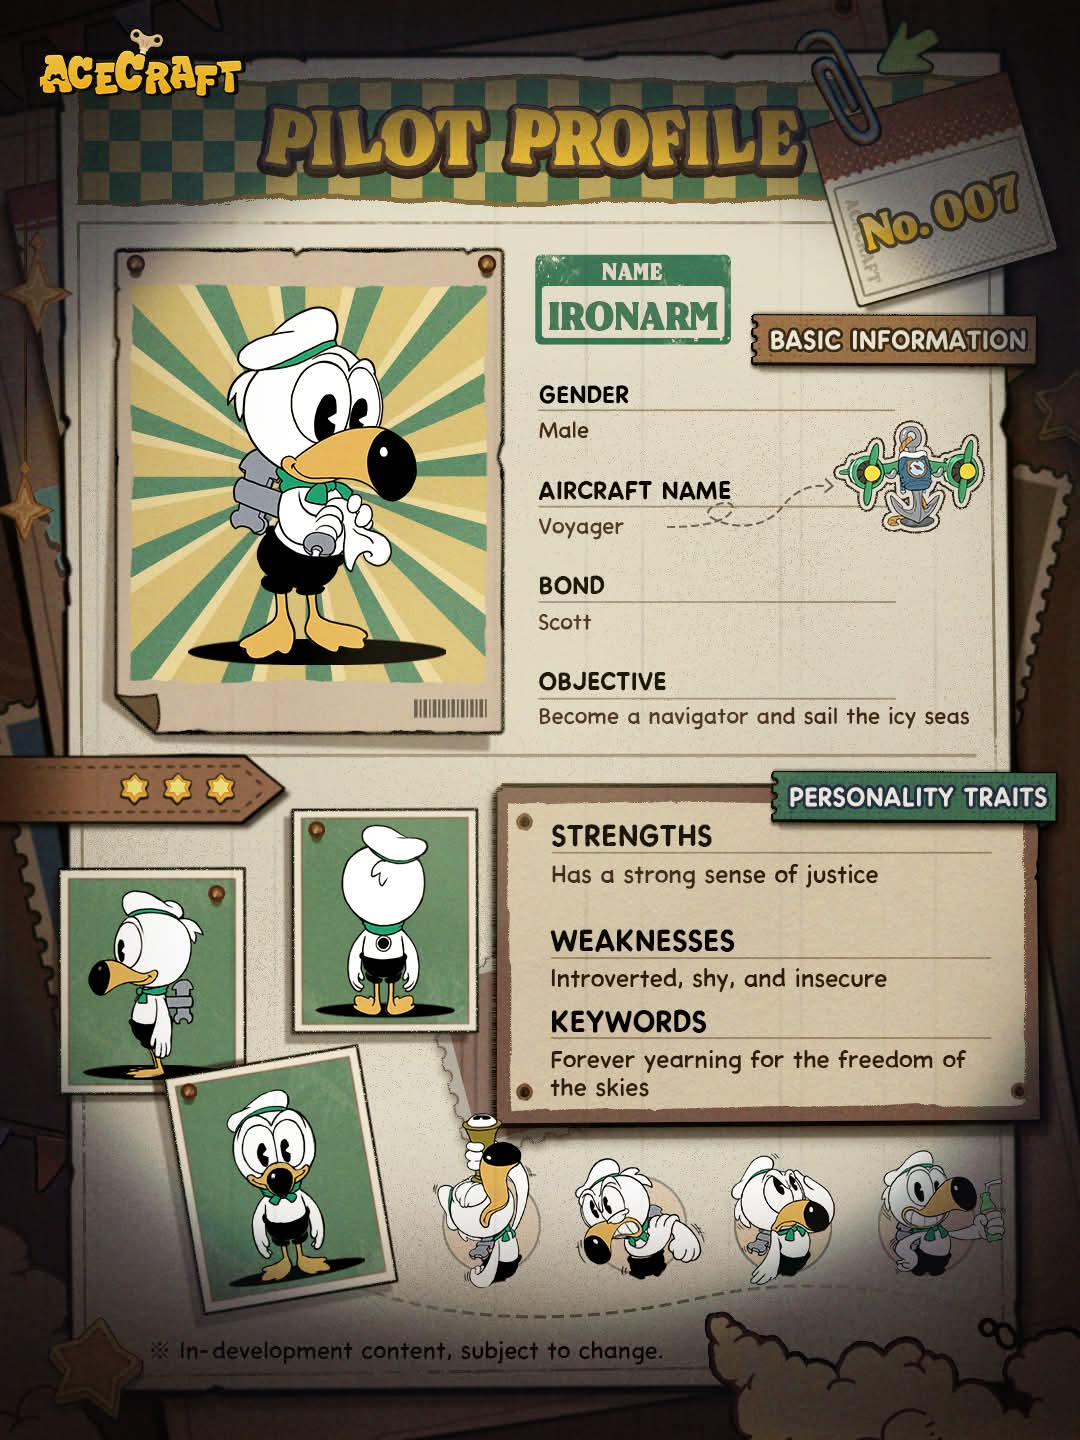 ACECRAFT
PILOT PROFILE
No. 007
ACECRAFT
NAME
IRONARM
BASIC INFORMATION
GENDER
Male
AIRCRAFT NAME
Voyager
BOND
Scott
OBJECTIVE
Become a navigator and sail the icy seas
PERSONALITY TRAITS
STRENGTHS
Has a strong sense of justice
WEAKNESSES
Introverted, shy, and insecure
KEYWORDS
Forever yearning for the freedom of
the skies
※ In-development content, subject to change.